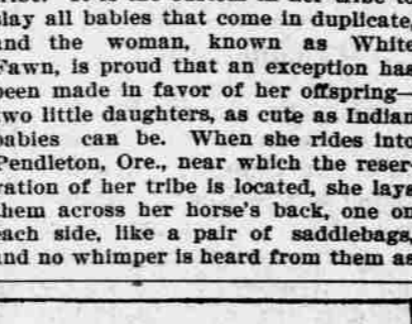 slay all babies that come in duplicate,
and the woman, known as White
Fawn, is proud that an exception has
been made in favor of her offspring—
two little daughters, as cute as Indian
babies can be. When she rides into
Pendleton, Ore., near which the reser-
vation of her tribe is located, she lays
them across her horse's back, one on
each side, like a pair of saddlebags,
and no whimper is heard from them as